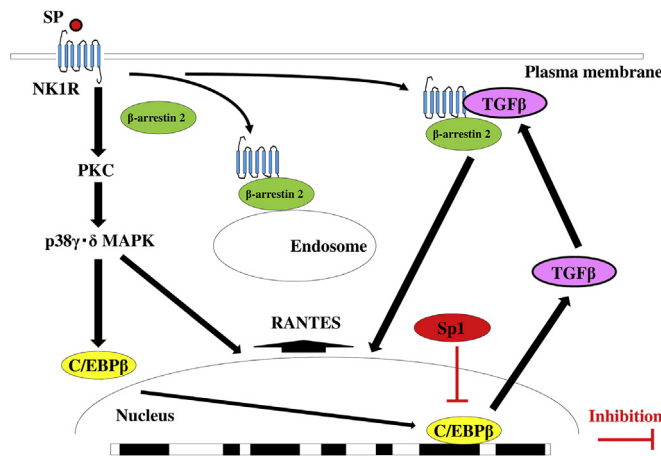 SP
NK1R
Plasma membrane
TGFβ
β-arrestin 2
β-arrestin 2
PKC
β-arrestin 2
p38γ・δ MAPK
Endosome
TGFβ
RANTES
Sp1
C/EBPβ
Nucleus
C/EBPβ
Inhibition